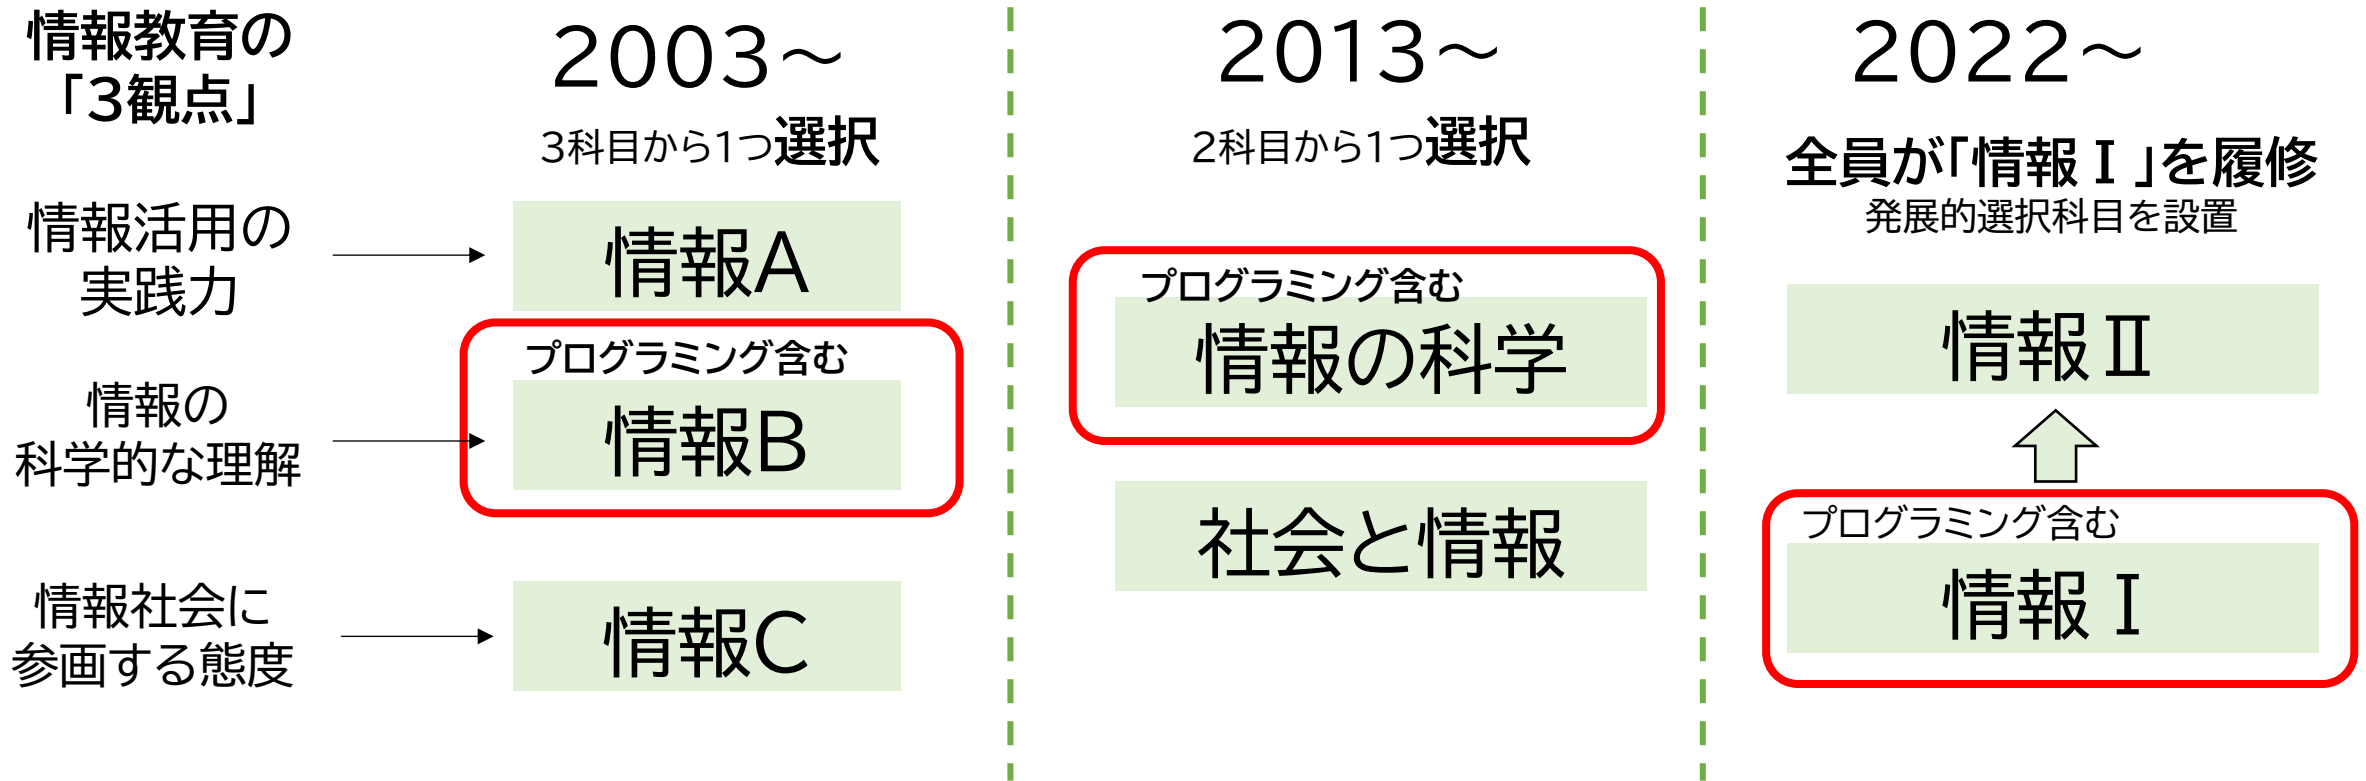 情報教育の
「3観点」
情報活用の
実践力
情報の
科学的な理解
情報社会に
参画する態度
2003～
3科目から1つ選択
情報A
プログラミング含む
情報B
情報C
2013～
2科目から1つ選択
プログラミング含む
情報の科学
社会と情報
2022～
全員が「情報Ⅰ」を履修
発展的選択科目を設置
情報Ⅱ
プログラミング含む
情報Ⅰ